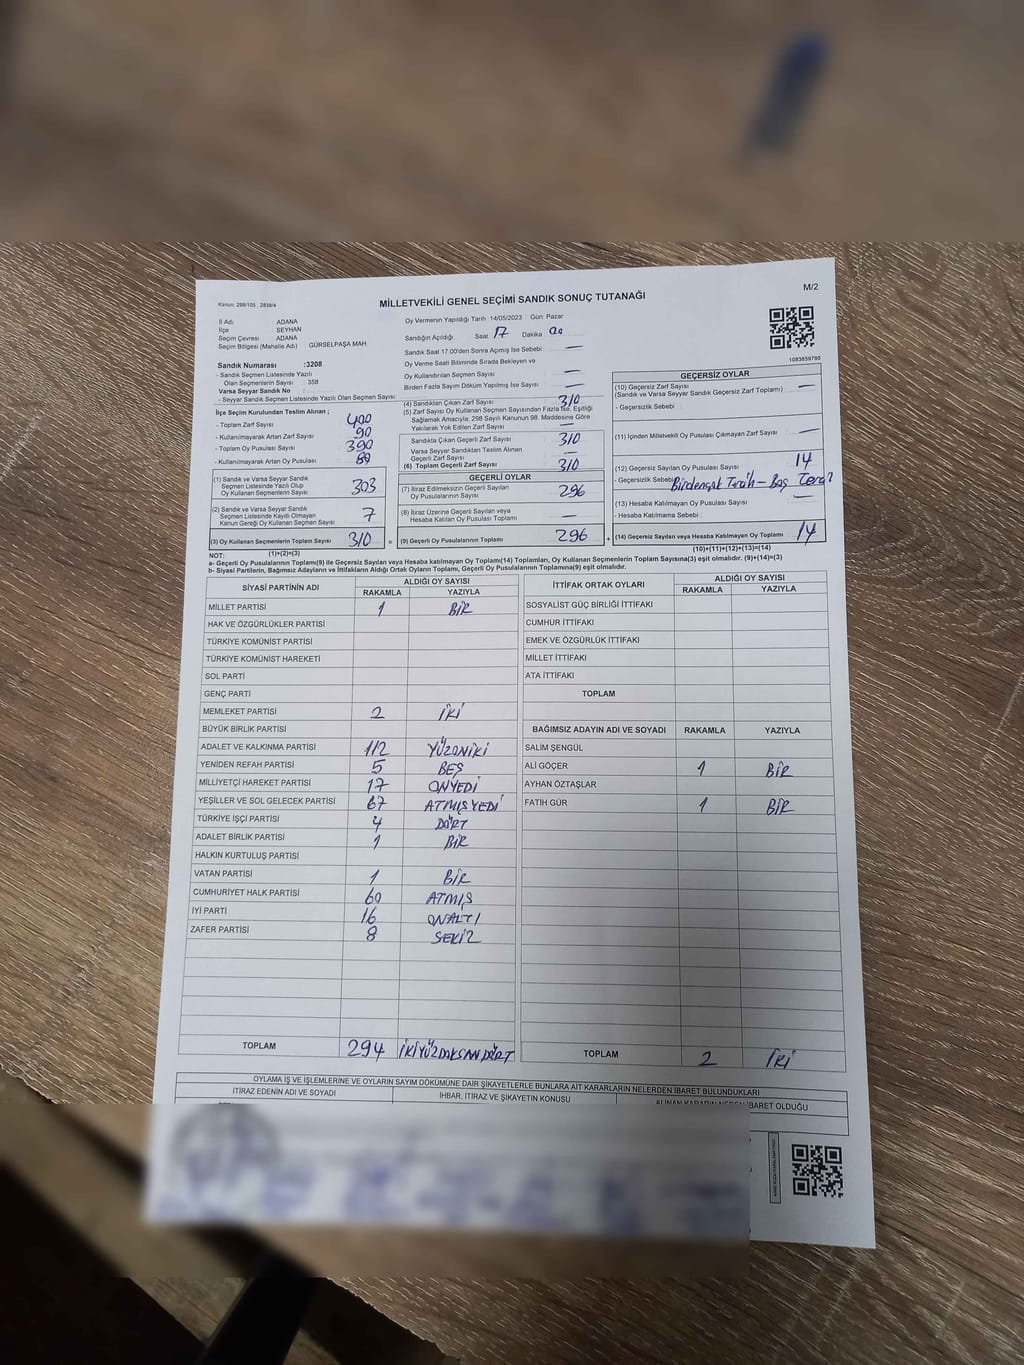 Kanun: 298/105 , 2839/4
MİLLETVEKİLİ GENEL SEÇİMİ SANDIK SONUÇ TUTANAĞI
M/2
İl Adı : ADANA
İlçe : SEYHAN
Seçim Çevresi : ADANA
Seçim Bölgesi (Mahalle Adı) : GÜRSELPAŞA MAH.
Sandık Numarası :3208
- Sandık Seçmen Listesinde Yazılı
Olan Seçmenlerin Sayısı : 358
Varsa Seyyar Sandık No :
- Seyyar Sandık Seçmen Listesinde Yazılı Olan Seçmen Sayısı
Oy Vermenin Yapıldığı Tarih : 14/05/2023 Gün: Pazar
Sandığın Açıldığı Saat 17 Dakika
Sandık Saat 17:00'den Sonra Açılmış İse Sebebi : —
Oy Verme Saati Bitiminde Sırada Bekleyen ve
Oy Kullandırılan Seçmen Sayısı —
Birden Fazla Sayım Döküm Yapılmış İse Sayısı —
1083659790
İlçe Seçim Kurulundan Teslim Alınan ;
- Toplam Zarf Sayısı 400
- Kullanılmayarak Artan Zarf Sayısı 90
- Toplam Oy Pusulası Sayısı 390
- Kullanılmayarak Artan Oy Pusulası
(1) Sandık ve Varsa Seyyar Sandık
Seçmen Listesinde Yazılı Olup
Oy Kullanan Seçmenlerin Sayısı 303
(2) Sandık ve Varsa Seyyar Sandık
Seçmen Listesinde Kayıtlı Olmayan
Kanun Gereği Oy Kullanan Seçmen Sayısı 7
(3) Oy Kullanan Seçmenlerin Toplam Sayısı 310 =
(1)+(2)=(3)
(4) Sandıktan Çıkan Zarf Sayısı 310
(5) Zarf Sayısı Oy Kullanan Seçmen Sayısından Fazla İse, Eşitliği
Sağlamak Amacıyla, 298 Sayılı Kanunun 98. Maddesine Göre
Yakılarak Yok Edilen Zarf Sayısı —
Sandıkta Çıkan Geçerli Zarf Sayısı 310
Varsa Seyyar Sandıktan Teslim Alınan
Geçerli Zarf Sayısı —
(6) Toplam Geçerli Zarf Sayısı 310
GEÇERLİ OYLAR
(7) İtiraz Edilmeksizin Geçerli Sayılan
Oy Pusulalarının Sayısı 296
(8) İtiraz Üzerine Geçerli Sayılan veya
Hesaba Katılan Oy Pusulası Toplamı —
(9) Geçerli Oy Pusulalarının Toplamı 296 +
GEÇERSİZ OYLAR
(10) Geçersiz Zarf Sayısı —
(Sandık ve Varsa Seyyar Sandık Geçersiz Zarf Toplamı)
- Geçersizlik Sebebi :
(11) İçinden Milletvekili Oy Pusulası Çıkmayan Zarf Sayısı —
(12) Geçersiz Sayılan Oy Pusulası Sayısı 14
- Geçersizlik Sebebi :
(13) Hesaba Katılmayan Oy Pusulası Sayısı —
- Hesaba Katılmama Sebebi :
(14) Geçersiz Sayılan veya Hesaba Katılmayan Oy Toplamı 14
(10)+(11)+(12)+(13)=(14)
NOT:
a- Geçerli Oy Pusulalarının Toplamı(9) ile Geçersiz Sayılan veya Hesaba katılmayan Oy Toplamı(14) Toplamları, Oy Kullanan Seçmenlerin Toplam Sayısına(3) eşit olmalıdır. (9)+(14)=(3)
b- Siyasi Partilerin, Bağımsız Adayların ve İttifakların Aldığı Ortak Oyların Toplamı, Geçerli Oy Pusulalarının Toplamına(9) eşit olmalıdır.
SİYASİ PARTİNİN ADI ALDIĞI OY SAYISI
RAKAMLA YAZIYLA
MİLLET PARTİSİ 1 BİR
HAK VE ÖZGÜRLÜKLER PARTİSİ
TÜRKİYE KOMÜNİST PARTİSİ
TÜRKİYE KOMÜNİST HAREKETİ
SOL PARTİ
GENÇ PARTİ
MEMLEKET PARTİSİ 2 İKİ
BÜYÜK BİRLİK PARTİSİ
ADALET VE KALKINMA PARTİSİ 112 YÜZONİKİ
YENİDEN REFAH PARTİSİ 5 BEŞ
MİLLİYETÇİ HAREKET PARTİSİ 17 ONYEDİ
YEŞİLLER VE SOL GELECEK PARTİSİ 67 ATMIŞYEDİ
TÜRKİYE İŞÇİ PARTİSİ 4 DÖRT
ADALET BİRLİK PARTİSİ 1 BİR
HALKIN KURTULUŞ PARTİSİ
VATAN PARTİSİ 1 BİR
CUMHURİYET HALK PARTİSİ 60 ATMIŞ
İYİ PARTİ 16 ONALTI
ZAFER PARTİSİ 8 SEKİZ
TOPLAM 294 İKİYÜZDOKSANDÖRT
İTTİFAK ORTAK OYLARI ALDIĞI OY SAYISI
RAKAMLA YAZIYLA
SOSYALİST GÜÇ BİRLİĞİ İTTİFAKI
CUMHUR İTTİFAKI
EMEK VE ÖZGÜRLÜK İTTİFAKI
MİLLET İTTİFAKI
ATA İTTİFAKI
TOPLAM
BAĞIMSIZ ADAYIN ADI VE SOYADI RAKAMLA YAZIYLA
SALİM ŞENGÜL
ALİ GÖÇER 1 BİR
AYHAN ÖZTAŞLAR
FATİH GÜR 1 BİR
TOPLAM 2 İKİ
OYLAMA İŞ VE İŞLEMLERİNE VE OYLARIN SAYIM DÖKÜMÜNE DAİR ŞİKAYETLERLE BUNLARA AİT KARARLARIN NELERDEN İBARET BULUNDUKLARI
İTİRAZ EDENİN ADI VE SOYADI İHBAR, İTİRAZ VE ŞİKAYETİN KONUSU ALINAN KARARIN NEDEN İBARET OLDUĞU